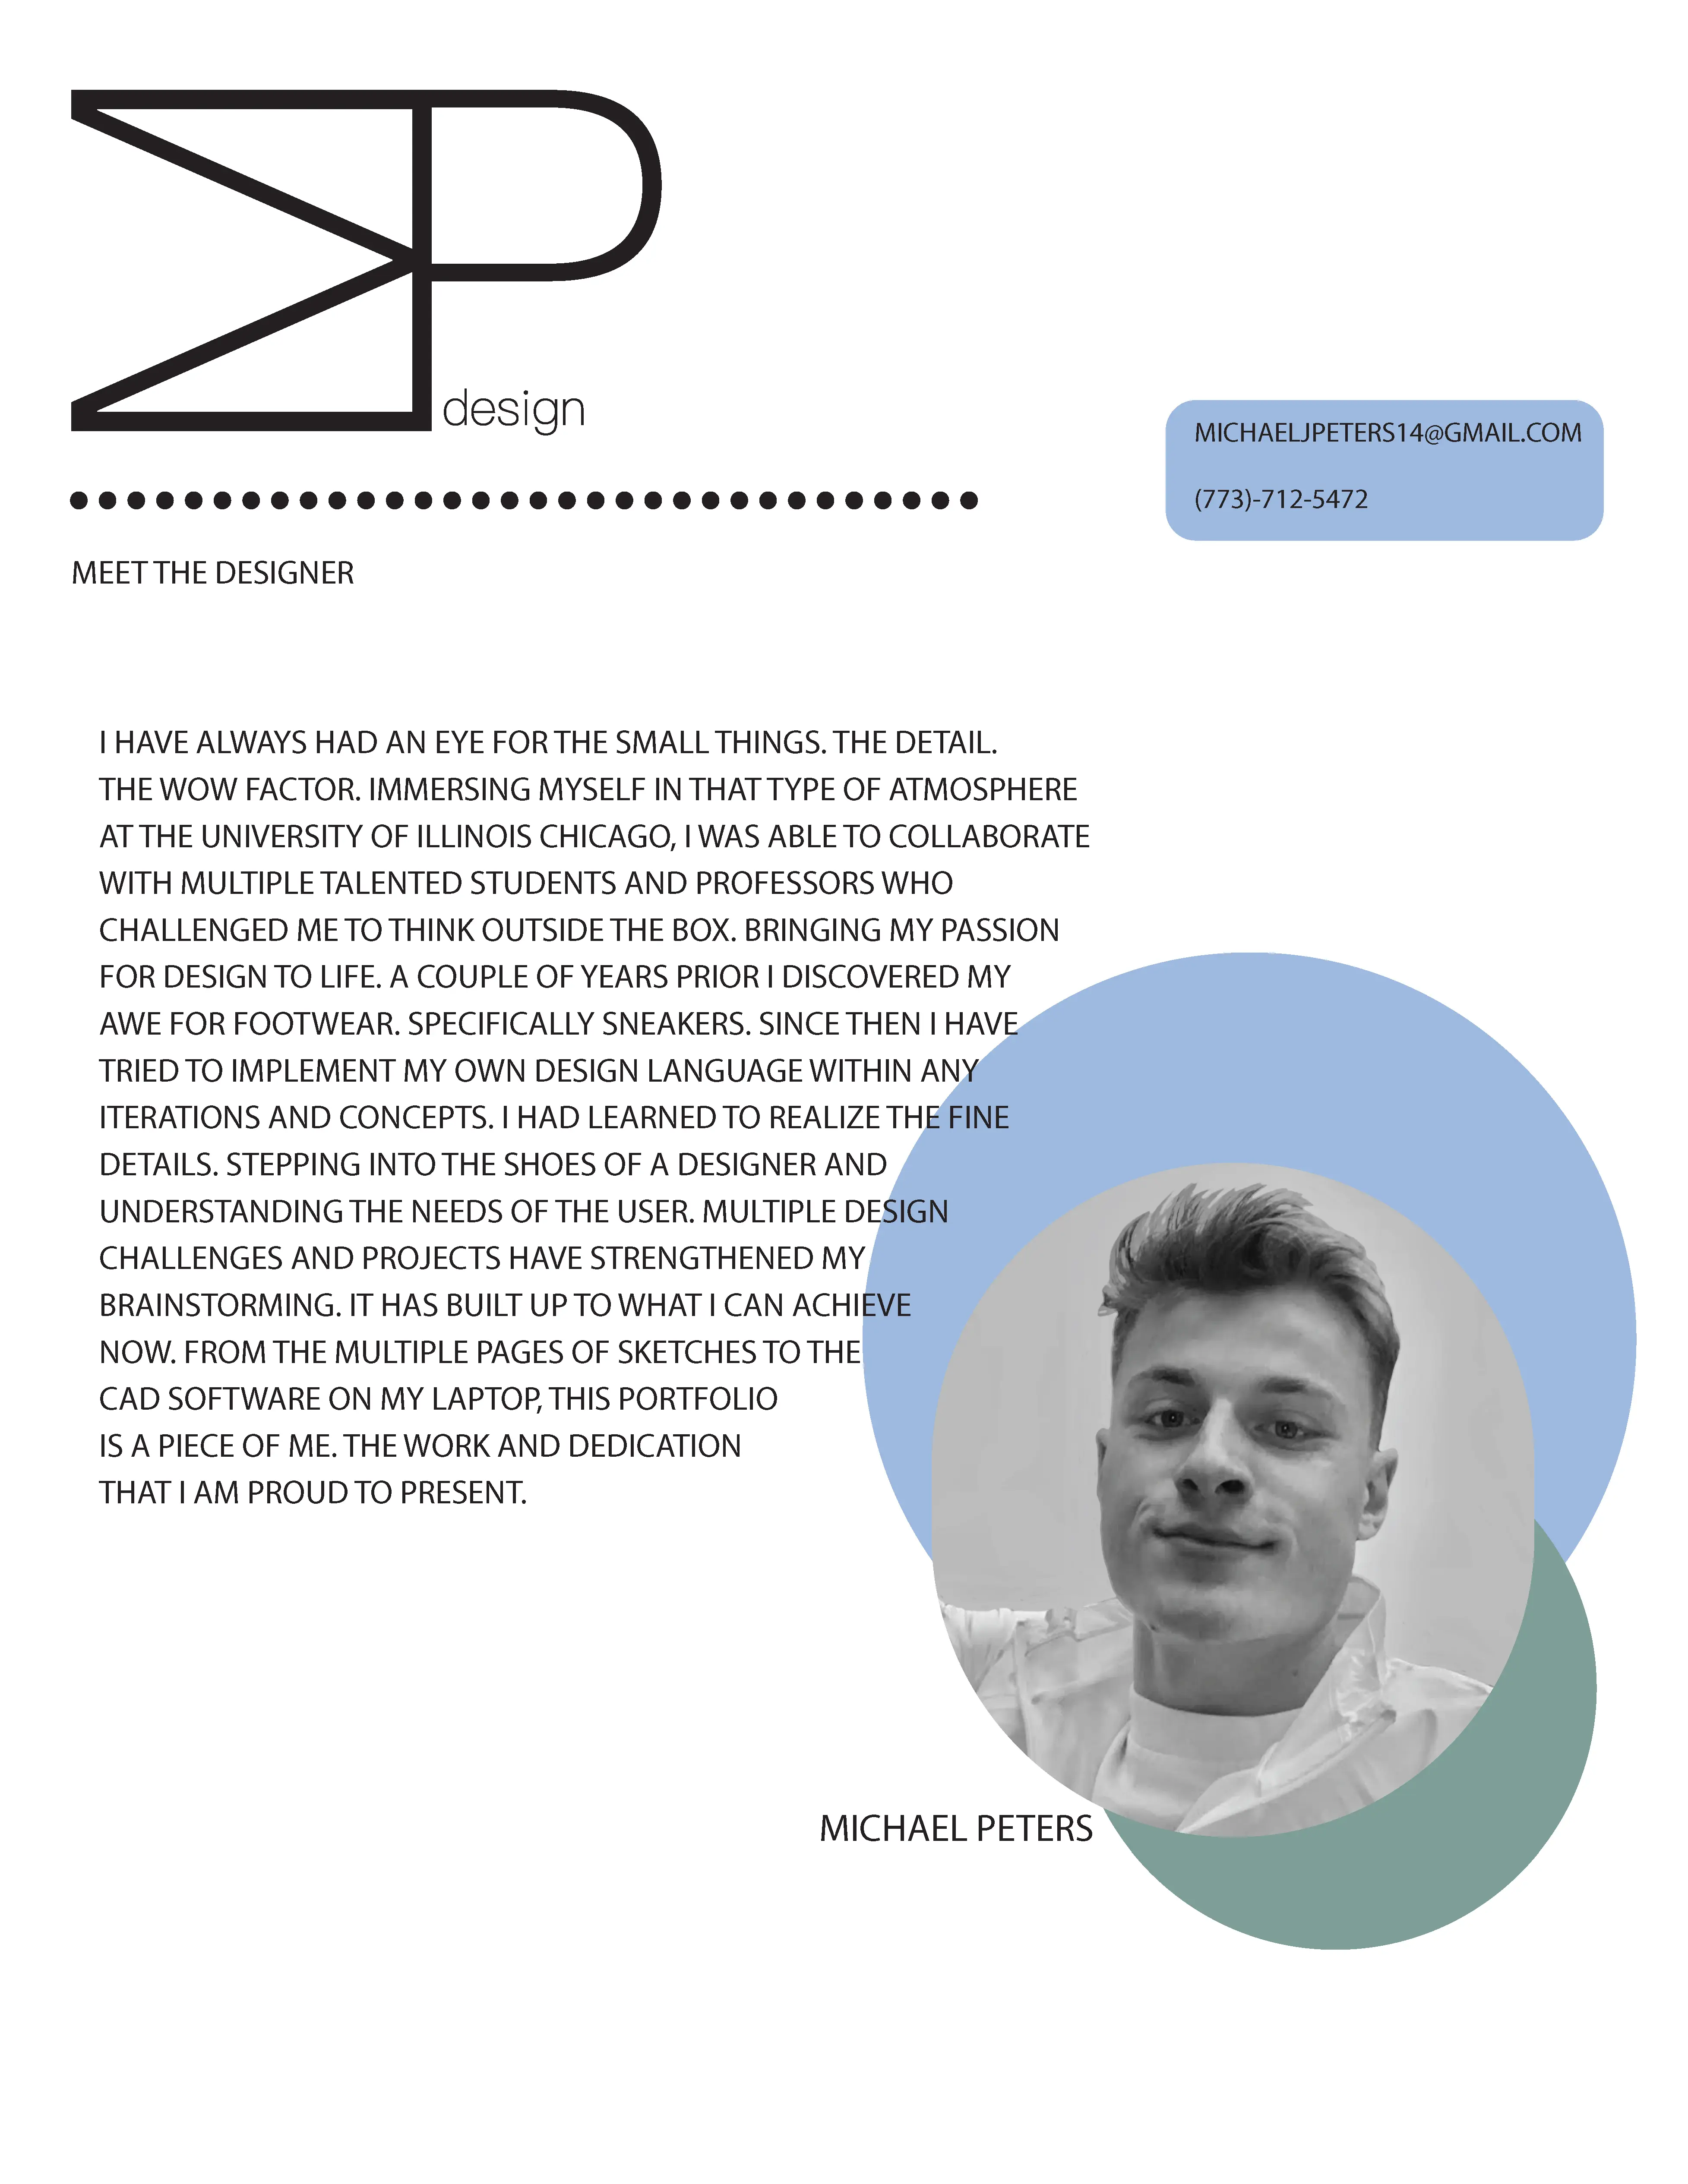 MP
design
MICHAELJPETERS14@GMAIL.COM
(773)-712-5472
MEET THE DESIGNER
I HAVE ALWAYS HAD AN EYE FOR THE SMALL THINGS. THE DETAIL.
THE WOW FACTOR. IMMERSING MYSELF IN THAT TYPE OF ATMOSPHERE
AT THE UNIVERSITY OF ILLINOIS CHICAGO, I WAS ABLE TO COLLABORATE
WITH MULTIPLE TALENTED STUDENTS AND PROFESSORS WHO
CHALLENGED ME TO THINK OUTSIDE THE BOX. BRINGING MY PASSION
FOR DESIGN TO LIFE. A COUPLE OF YEARS PRIOR I DISCOVERED MY
AWE FOR FOOTWEAR. SPECIFICALLY SNEAKERS. SINCE THEN I HAVE
TRIED TO IMPLEMENT MY OWN DESIGN LANGUAGE WITHIN ANY
ITERATIONS AND CONCEPTS. I HAD LEARNED TO REALIZE THE FINE
DETAILS. STEPPING INTO THE SHOES OF A DESIGNER AND
UNDERSTANDING THE NEEDS OF THE USER. MULTIPLE DESIGN
CHALLENGES AND PROJECTS HAVE STRENGTHENED MY
BRAINSTORMING. IT HAS BUILT UP TO WHAT I CAN ACHIEVE
NOW. FROM THE MULTIPLE PAGES OF SKETCHES TO THE
CAD SOFTWARE ON MY LAPTOP, THIS PORTFOLIO
IS A PIECE OF ME. THE WORK AND DEDICATION
THAT I AM PROUD TO PRESENT.
MICHAEL PETERS